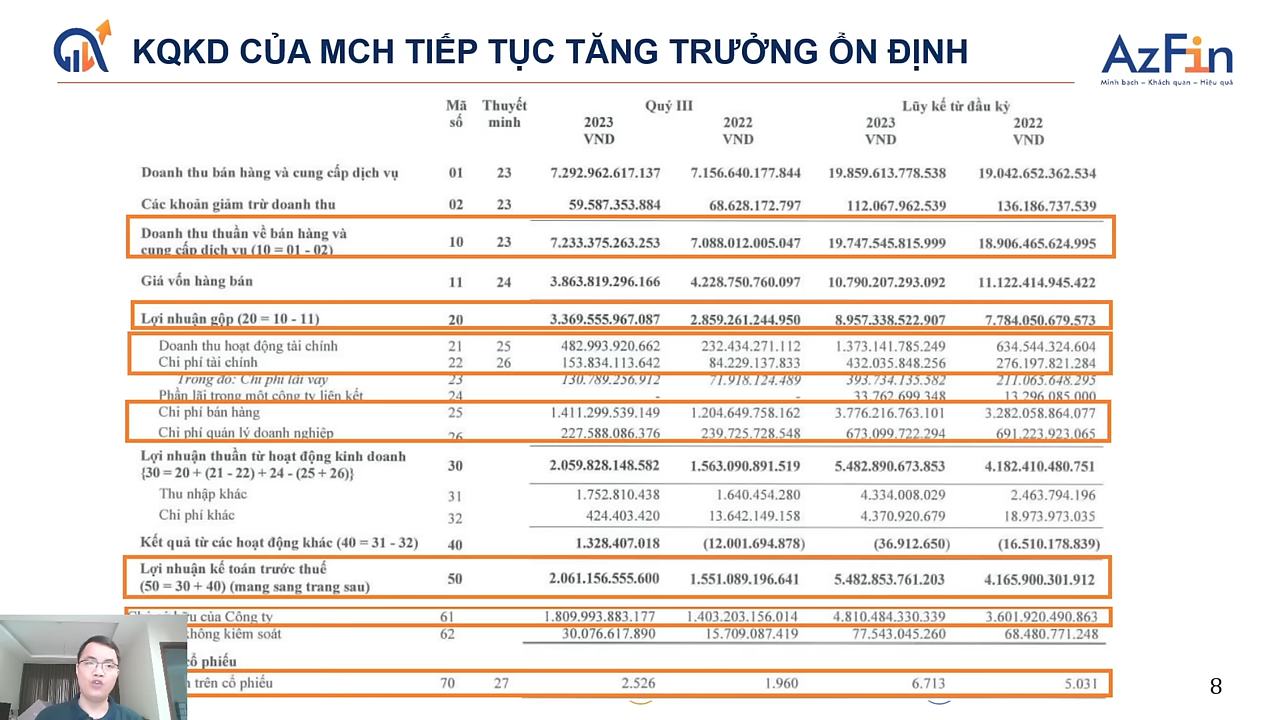 KQKD CỦA MCH TIẾP TỤC TĂNG TRƯỞNG ỔN ĐỊNH
AzFin
Minh bạch – Khách quan – Hiệu quả
Mã số Thuyết minh Quý III Lũy kế từ đầu kỳ
2023 2022 2023 2022
VND VND VND VND
Doanh thu bán hàng và cung cấp dịch vụ 01 23 7.292.962.617.137 7.156.640.177.844 19.859.613.778.538 19.042.652.362.534
Các khoản giảm trừ doanh thu 02 23 59.587.353.884 68.628.172.797 112.067.962.539 136.186.737.539
Doanh thu thuần về bán hàng và
cung cấp dịch vụ (10 = 01 - 02) 10 23 7.233.375.263.253 7.088.012.005.047 19.747.545.815.999 18.906.465.624.995
Giá vốn hàng bán 11 24 3.863.819.296.166 4.228.750.760.097 10.790.207.293.092 11.122.414.945.422
Lợi nhuận gộp (20 = 10 - 11) 20 3.369.555.967.087 2.859.261.244.950 8.957.338.522.907 7.784.050.679.573
Doanh thu hoạt động tài chính 21 25 482.993.920.662 232.434.271.112 1.373.141.785.249 634.544.324.604
Chi phí tài chính 22 26 153.834.113.642 84.229.137.833 432.035.848.256 276.197.821.284
Trong đó: Chi phí lãi vay 23 130.789.256.912 71.918.124.489 393.734.135.582 211.065.648.295
Phần lãi trong một công ty liên kết 24 - - 33.762.699.348 13.296.085.000
Chi phí bán hàng 25 1.411.299.539.149 1.204.649.758.162 3.776.216.763.101 3.282.058.864.077
Chi phí quản lý doanh nghiệp 26 227.588.086.376 239.725.728.548 673.099.722.294 691.223.923.065
Lợi nhuận thuần từ hoạt động kinh doanh
{30 = 20 + (21 - 22) + 24 - (25 + 26)} 30 2.059.828.148.582 1.563.090.891.519 5.482.890.673.853 4.182.410.480.751
Thu nhập khác 31 1.752.810.438 1.640.454.280 4.334.008.029 2.463.794.196
Chi phí khác 32 424.403.420 13.642.149.158 4.370.920.679 18.973.973.035
Kết quả từ các hoạt động khác (40 = 31 - 32) 40 1.328.407.018 (12.001.694.878) (36.912.650) (16.510.178.839)
Lợi nhuận kế toán trước thuế
(50 = 30 + 40) (mang sang trang sau) 50 2.061.156.555.600 1.551.089.196.641 5.482.853.761.203 4.165.900.301.912
của Công ty 61 1.809.993.883.177 1.403.203.156.014 4.810.484.330.339 3.601.920.490.863
không kiểm soát 62 30.076.617.890 15.709.087.419 77.543.045.260 68.480.771.248
cổ phiếu
trên cổ phiếu 70 27 2.526 1.960 6.713 5.031
8